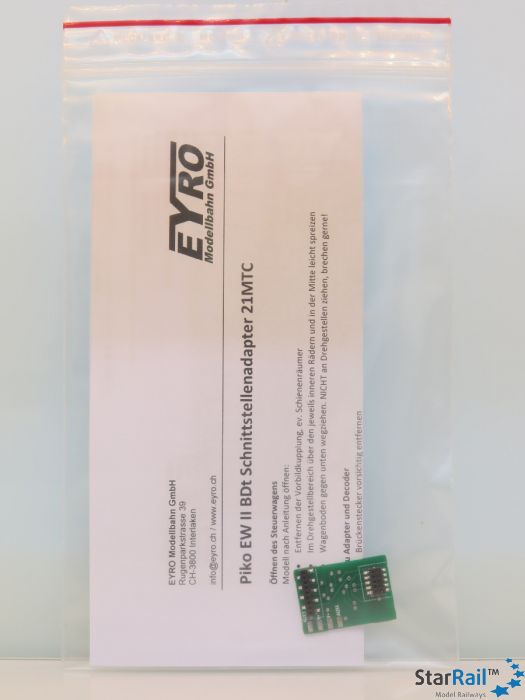 EYRO
Modellbahn GmbH
EYRO Modellbahn GmbH
Rugenparkstrasse 39
CH-3800 Interlaken
info@eyro.ch / www.eyro.ch
Piko EW II BDt Schnittstellenadapter 21MTC
Öffnen des Steuerwagens
Modell nach Anleitung öffnen:
Entfernen der Vorbildkupplung, ev. Schienenräumer
Im Drehgestellbereich über den jeweils inneren Rädern und in der Mitte leicht spreizen
Wagenboden gegen unten wegziehen. NICHT an Drehgestellen ziehen, brechen gerne!
u Adapter und Decoder
Brückenstecker vorsichtig entfernen
StarRail™
Model Railways